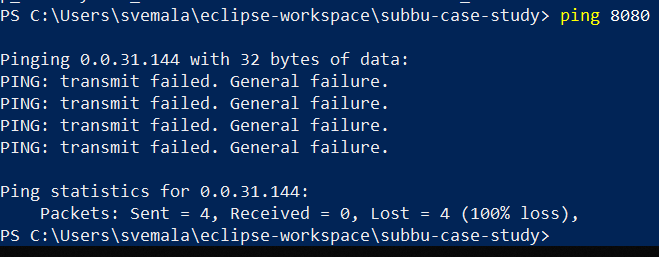 PS C:\Users\svemala\eclipse-workspace\subbu-case-study> ping 8080
Pinging 0.0.31.144 with 32 bytes of data:
PING: transmit failed. General failure.
PING: transmit failed. General failure.
PING: transmit failed. General failure.
PING: transmit failed. General failure.
Ping statistics for 0.0.31.144:
    Packets: Sent = 4, Received = 0, Lost = 4 (100% loss),
PS C:\Users\svemala\eclipse-workspace\subbu-case-study>